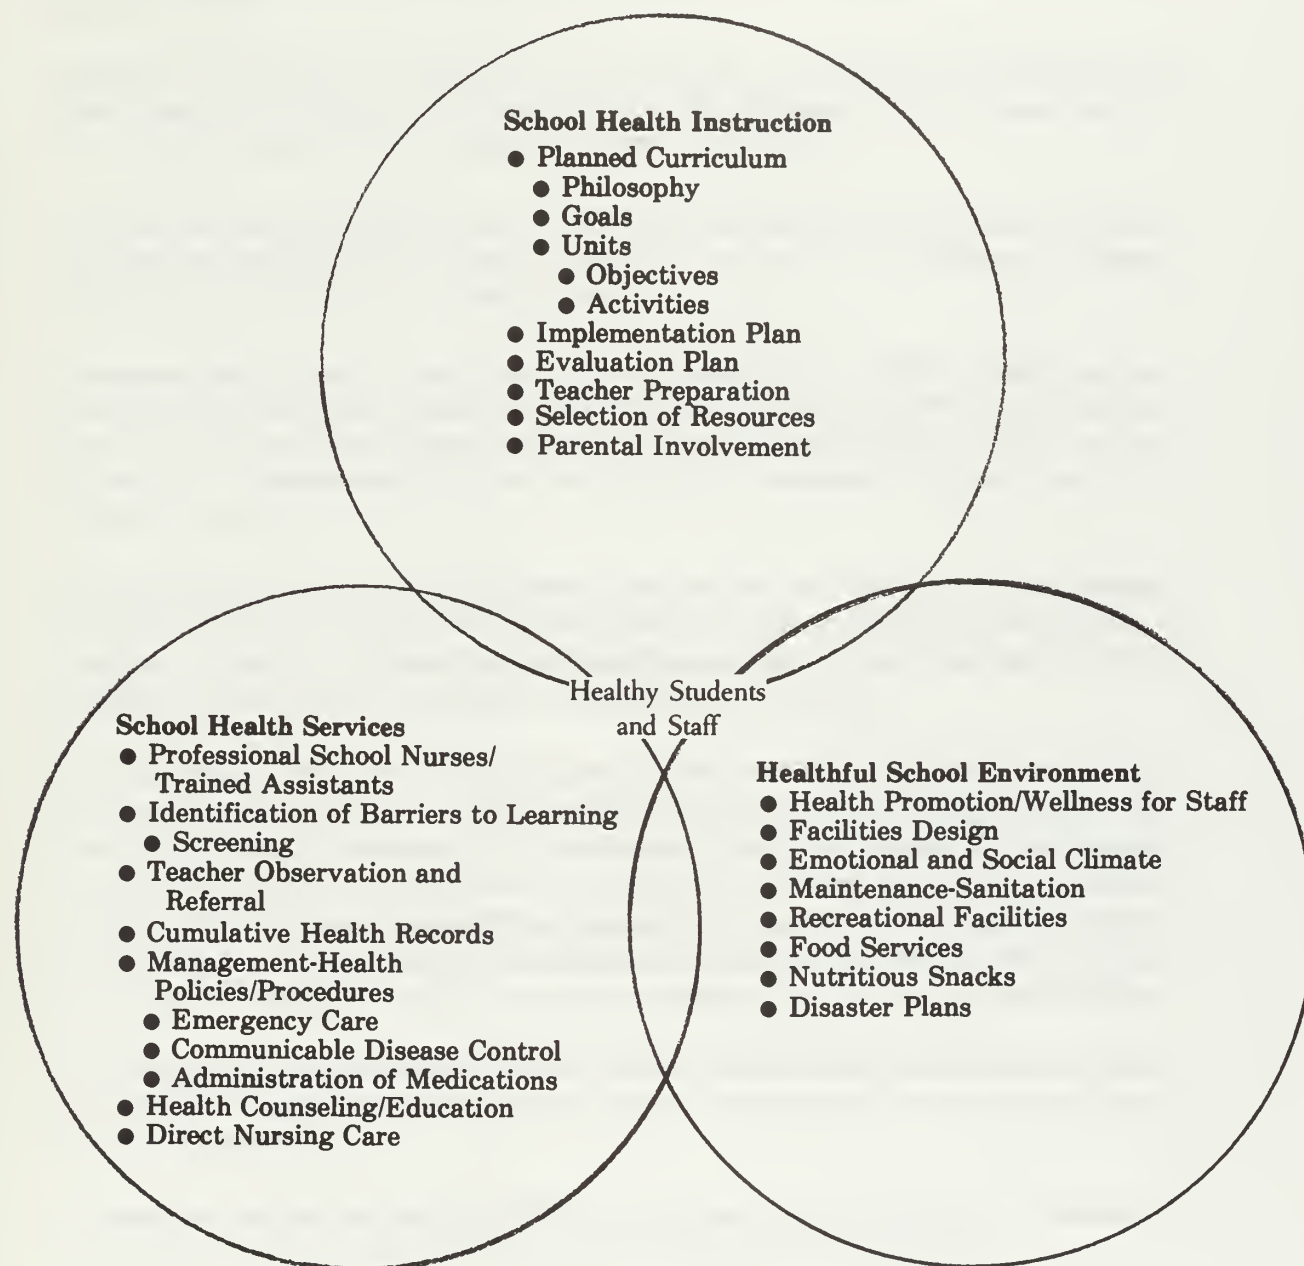 School Health Instruction
● Planned Curriculum
● Philosophy
● Goals
● Units
● Objectives
● Activities
● Implementation Plan
● Evaluation Plan
● Teacher Preparation
● Selection of Resources
● Parental Involvement
Healthy Students
and Staff
School Health Services
● Professional School Nurses/
Trained Assistants
● Identification of Barriers to Learning
● Screening
● Teacher Observation and
Referral
● Cumulative Health Records
● Management-Health
Policies/Procedures
● Emergency Care
● Communicable Disease Control
● Administration of Medications
● Health Counseling/Education
● Direct Nursing Care
Healthful School Environment
● Health Promotion/Wellness for Staff
● Facilities Design
● Emotional and Social Climate
● Maintenance-Sanitation
● Recreational Facilities
● Food Services
● Nutritious Snacks
● Disaster Plans